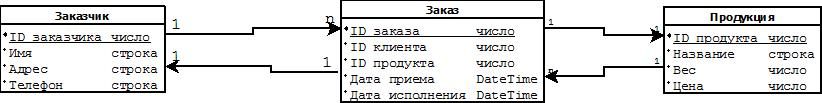 Заказчик
ID заказчика число
Имя строка
Адрес строка
Телефон строка
1 n
1 1
Заказ
ID заказа число
ID клиента число
ID продукта число
Дата приема DateTime
Дата исполнения DateTime
1 1
1
Продукция
ID продукта число
Название строка
Вес число
Цена число